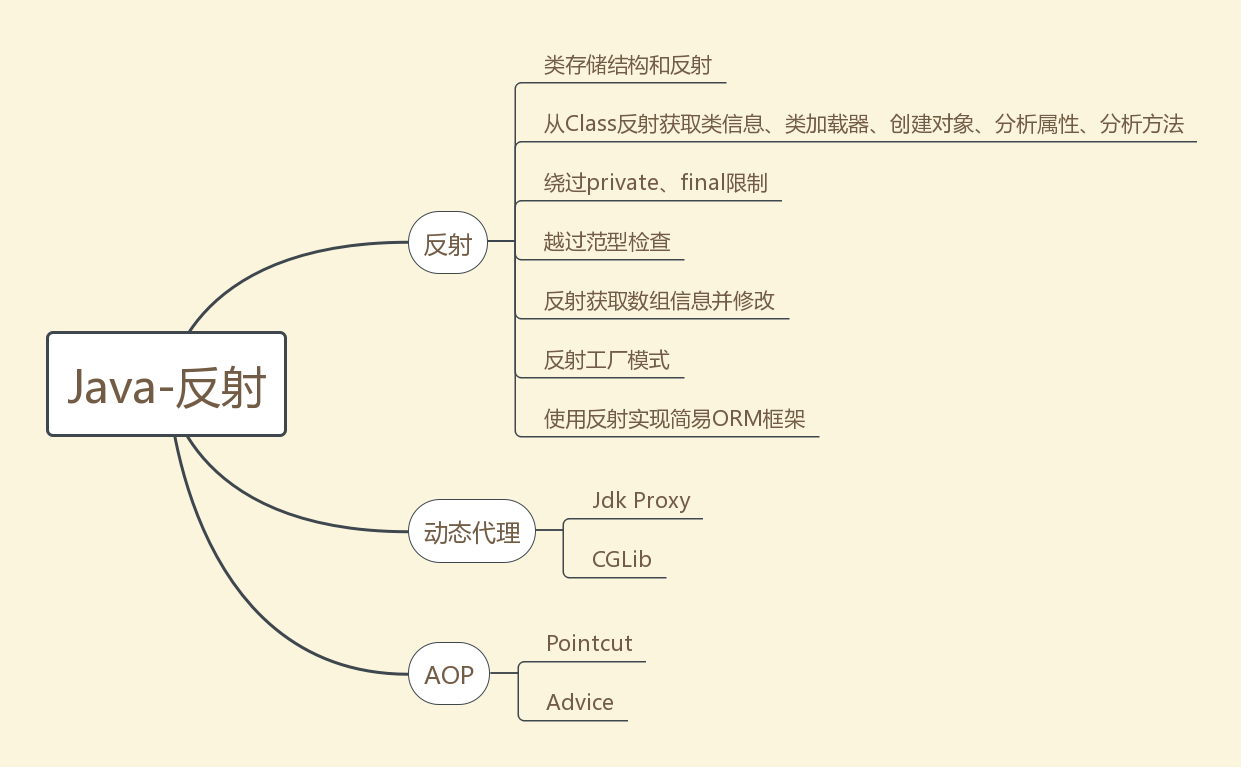 Java-反射
反射
类存储结构和反射
从Class反射获取类信息、类加载器、创建对象、分析属性、分析方法
绕过private、final限制
越过范型检查
反射获取数组信息并修改
反射工厂模式
使用反射实现简易ORM框架
动态代理
Jdk Proxy
CGLib
AOP
Pointcut
Advice